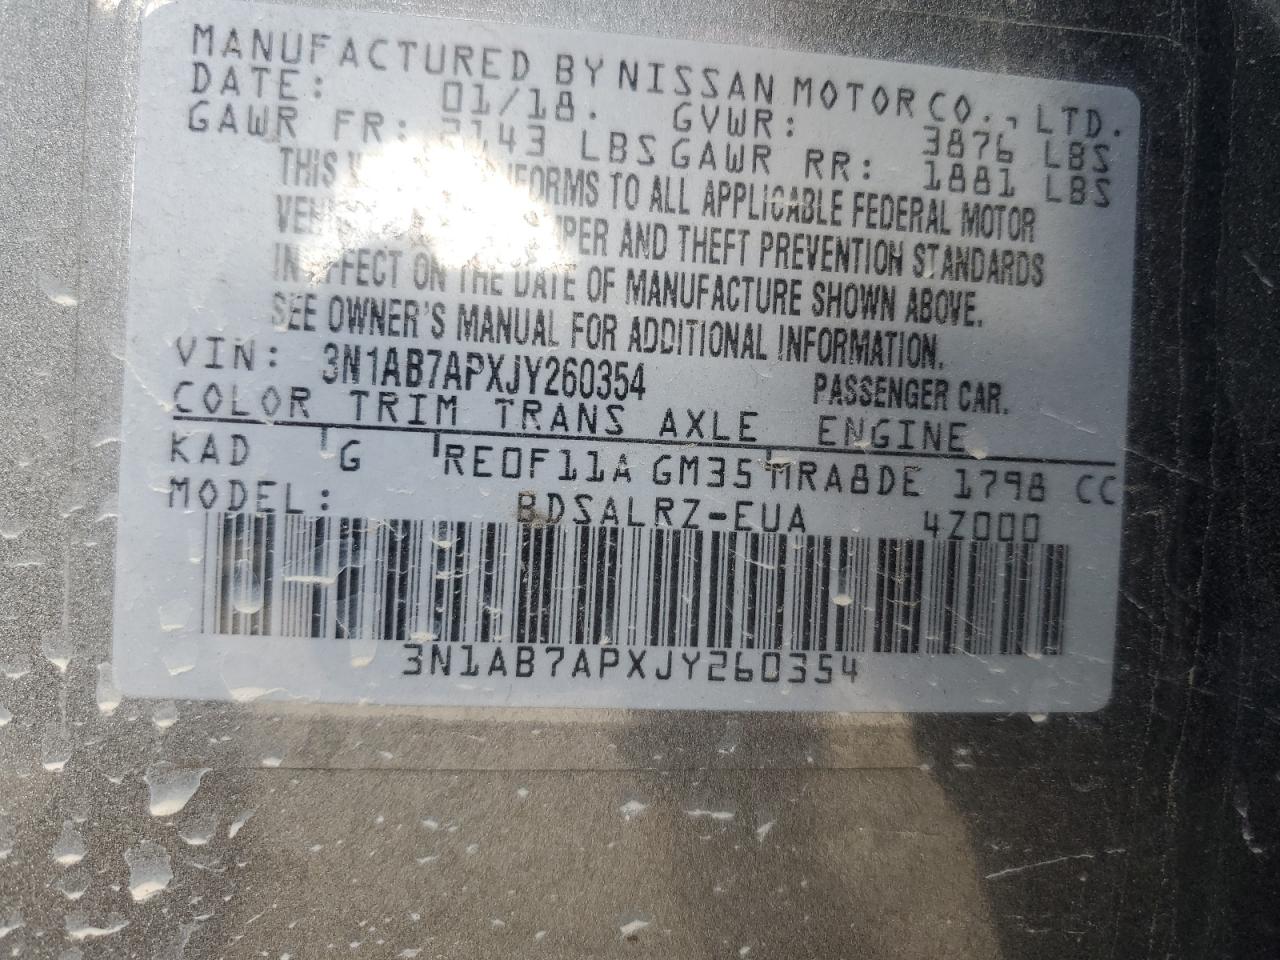 MANUFACTURED BY NISSAN MOTOR CO., LTD.
DATE: 01/18. GVWR: 3876 LBS
GAWR FR: 2143 LBS GAWR RR: 1881 LBS
THIS TO ALL APPLICABLE FEDERAL MOTOR
AND THEFT PREVENTION STANDARDS
IN EFFECT ON THE DATE OF MANUFACTURE SHOWN ABOVE.
SEE OWNER'S MANUAL FOR ADDITIONAL INFORMATION.
VIN: 3N1AB7APXJY260354 PASSENGER CAR.
COLOR TRIM TRANS AXLE ENGINE
KAD G RE0F11A GM35 MRA8DE 1798 CC
MODEL: BDSALRZ-EUA 4Z000
3N1AB7APXJY260354